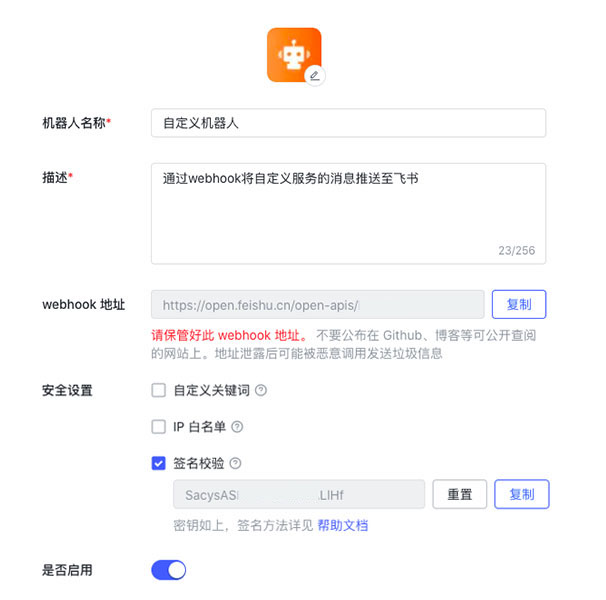 机器人名称*
自定义机器人
描述*
通过webhook将自定义服务的消息推送至飞书
23/256
webhook 地址
https://open.feishu.cn/open-apis/
复制
请保管好此 webhook 地址。 不要公布在 Github、博客等可公开查阅
的网站上。地址泄露后可能被恶意调用发送垃圾信息
安全设置
自定义关键词
IP 白名单
签名校验
SacysAS .LIHf
重置
复制
密钥如上，签名方法详见 帮助文档
是否启用